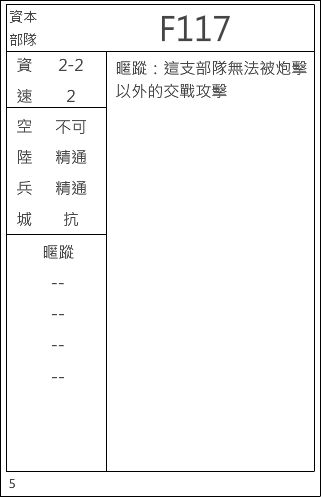 資本
部隊
F117
資 2-2
速 2
空 不可
陸 精通
兵 精通
城 抗
暱蹤
--
--
--
--
暱蹤：這支部隊無法被炮擊
以外的交戰攻擊
5